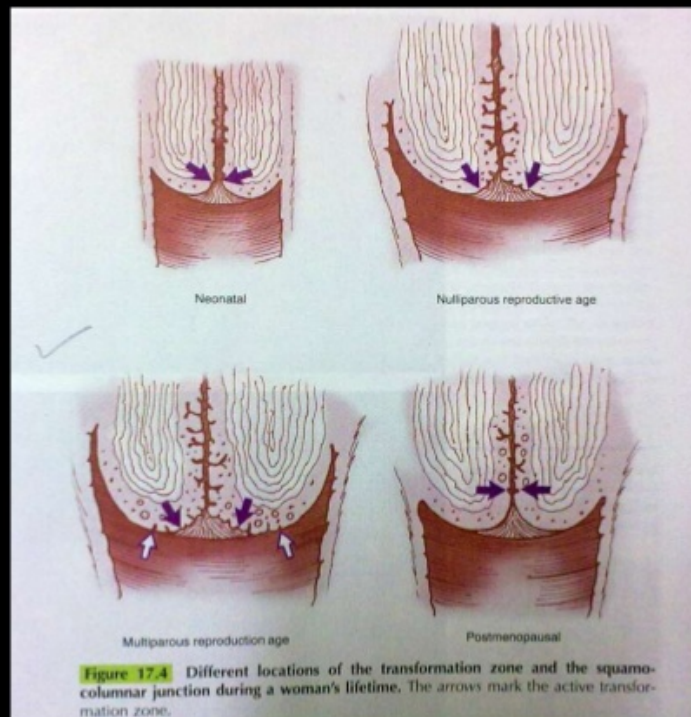 Neonatal
Nulliparous reproductive age
Multiparous reproduction age
Postmenopausal
Figure 17.4 Different locations of the transformation zone and the squamo-
columnar junction during a woman's lifetime. The arrows mark the active transfor-
mation zone.